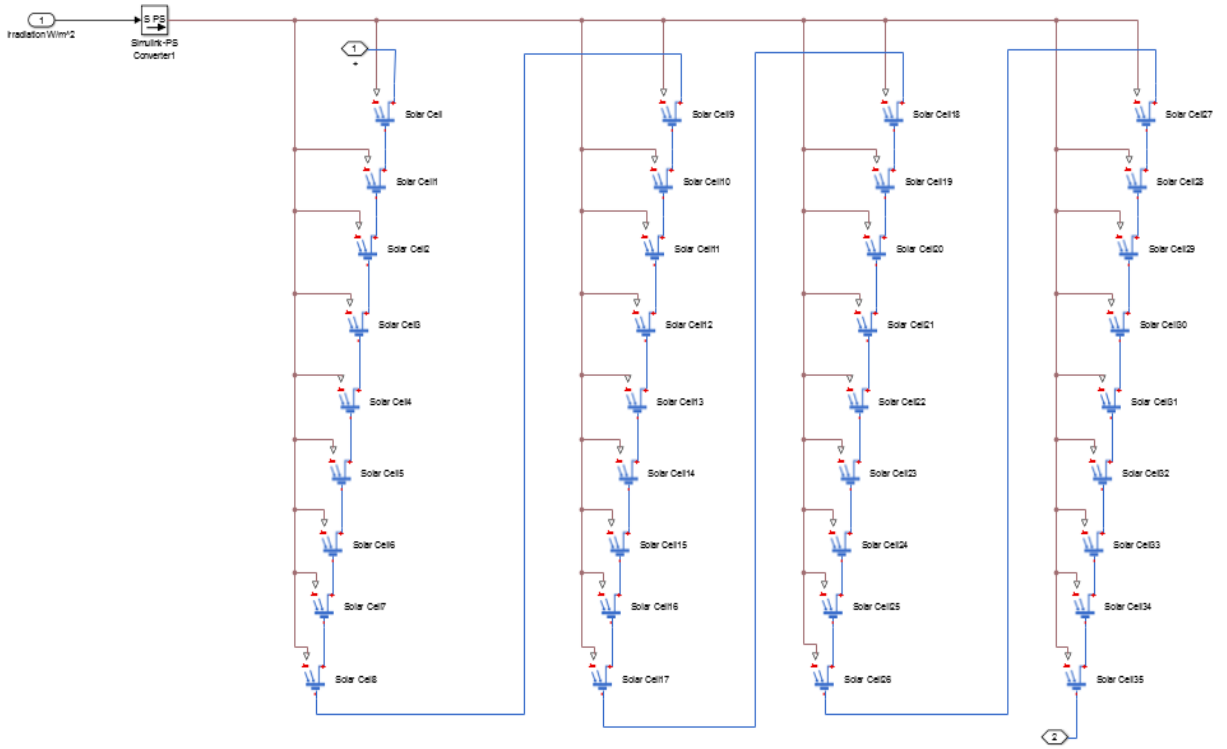 1
Irradiation W/m^2
S PS
Simulink-PS
Converter1
1
+
Solar Cell
Solar Cell1
Solar Cell2
Solar Cell3
Solar Cell4
Solar Cell5
Solar Cell6
Solar Cell7
Solar Cell8
Solar Cell9
Solar Cell10
Solar Cell11
Solar Cell12
Solar Cell13
Solar Cell14
Solar Cell15
Solar Cell16
Solar Cell17
Solar Cell18
Solar Cell19
Solar Cell20
Solar Cell21
Solar Cell22
Solar Cell23
Solar Cell24
Solar Cell25
Solar Cell26
Solar Cell27
Solar Cell28
Solar Cell29
Solar Cell30
Solar Cell31
Solar Cell32
Solar Cell33
Solar Cell34
Solar Cell35
2